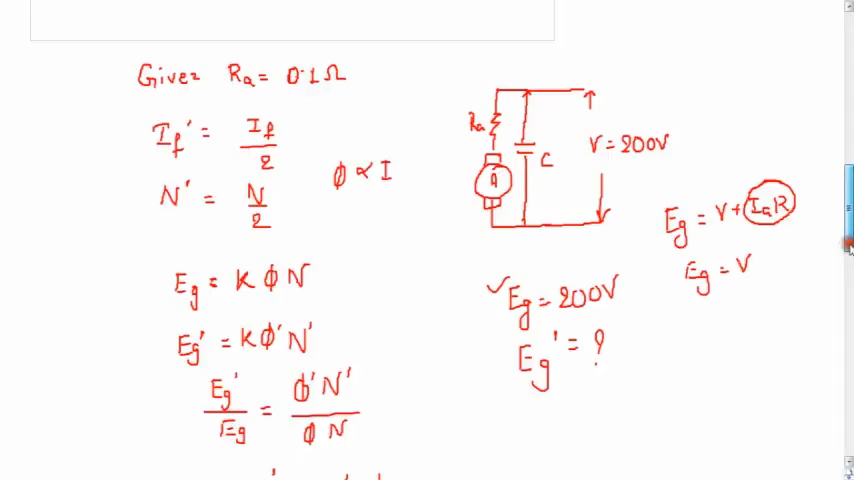 Given Ra = 0.1Ω
If' = If/2
φ ∝ I
N' = N/2
Eg = KφN
Eg' = Kφ'N'
Eg'/Eg = φ'N'/φN
Ra
A
C
V = 200V
Eg = V + IaR
Eg = V
✓Eg = 200V
Eg' = ?